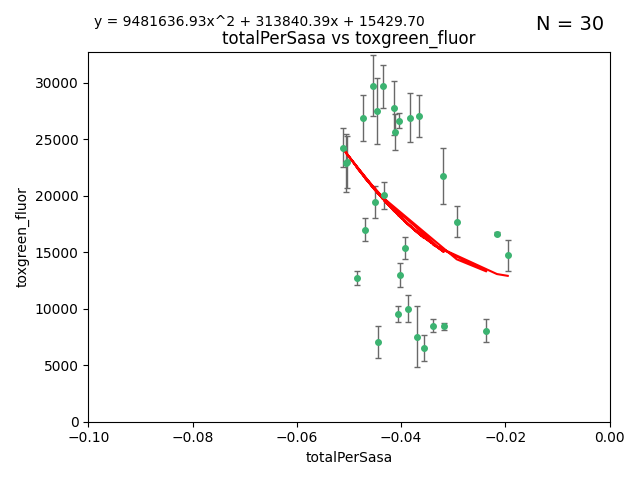 y = 9481636.93x^2 + 313840.39x + 15429.70
N = 30
totalPerSasa vs toxgreen_fluor
30000
25000
20000
15000
10000
5000
0
toxgreen_fluor
−0.10 −0.08 −0.06 −0.04 −0.02 0.00
totalPerSasa